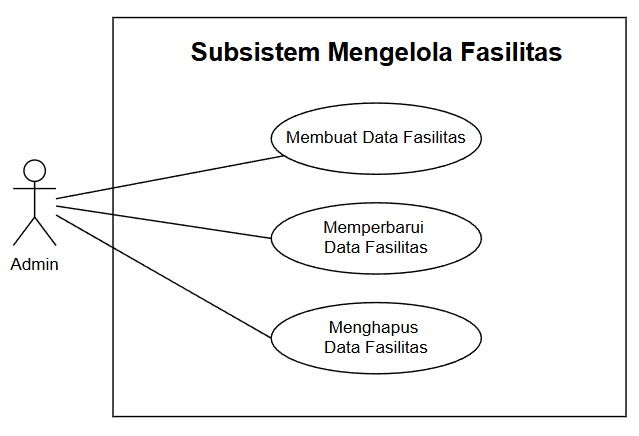 Subsistem Mengelola Fasilitas
Membuat Data Fasilitas
Memperbarui
Data Fasilitas
Admin
Menghapus
Data Fasilitas